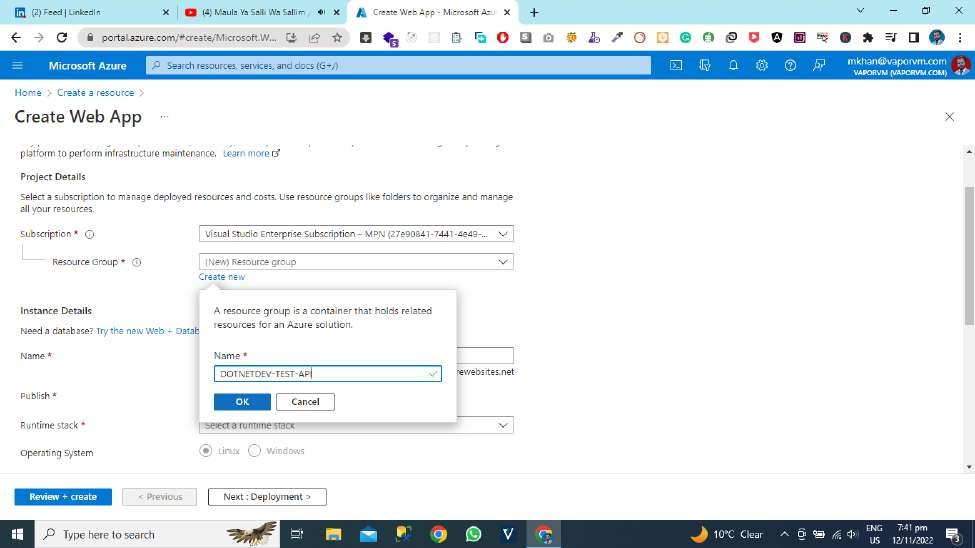 (2) Feed | LinkedIn
(4) Maula Ya Salli Wa Sallim
Create Web App - Microsoft Azu
portal.azure.com/#create/Microsoft.W...
Microsoft Azure
Search resources, services, and docs (G+/)
mkhan@vaporvm.com
VAPORVM (VAPORVM.COM)
Home > Create a resource >
Create Web App ...
platform to perform infrastructure maintenance. Learn more
Project Details
Select a subscription to manage deployed resources and costs. Use resource groups like folders to organize and manage
all your resources.
Subscription *
Visual Studio Enterprise Subscription – MPN (27e90841-7441-4e49-...
Resource Group *
(New) Resource group
Create new
A resource group is a container that holds related
resources for an Azure solution.
Name *
DOTNETDEV-TEST-API
OK
Cancel
Instance Details
Need a database? Try the new Web + Datab
Name *
ewebsites.net
Publish *
Runtime stack *
Select a runtime stack
Operating System
Linux
Windows
Review + create
< Previous
Next : Deployment >
Type here to search
10°C Clear
ENG
US
7:41 pm
12/11/2022
3